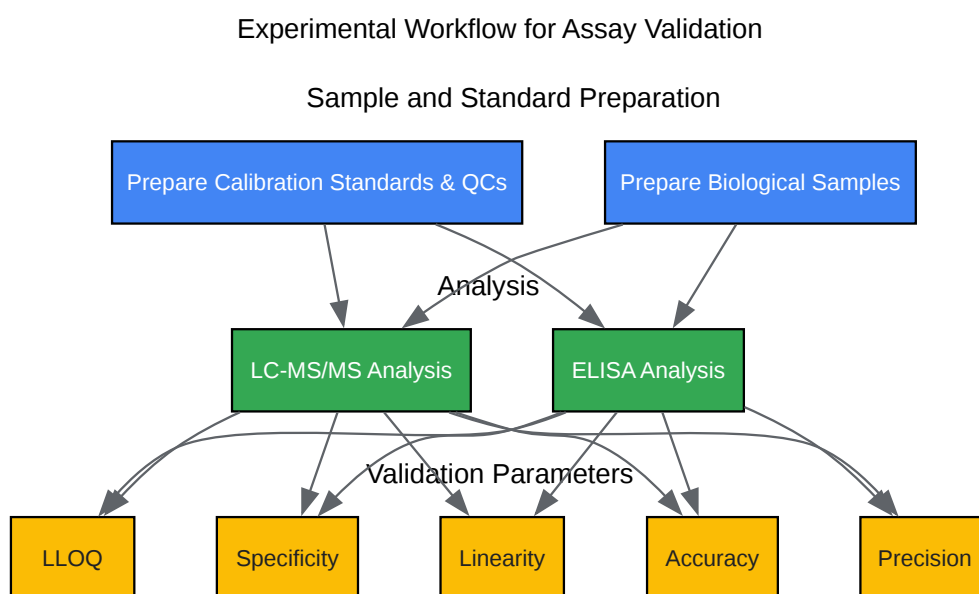 Experimental Workflow for Assay Validation
Sample and Standard Preparation
Prepare Calibration Standards & QCs
Prepare Biological Samples
Analysis
LC-MS/MS Analysis
ELISA Analysis
Validation Parameters
LLOQ
Specificity
Linearity
Accuracy
Precision